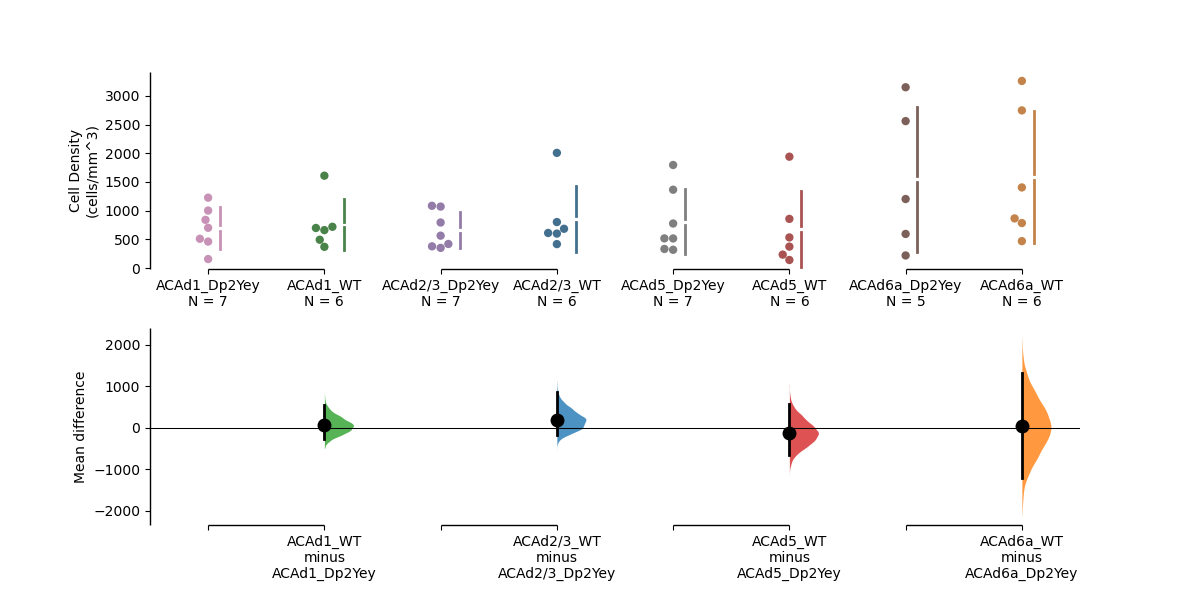 Cell Density
(cells/mm^3)
3000
2500
2000
1500
1000
500
0
ACAd1_Dp2Yey
N = 7
ACAd1_WT
N = 6
ACAd2/3_Dp2Yey
N = 7
ACAd2/3_WT
N = 6
ACAd5_Dp2Yey
N = 7
ACAd5_WT
N = 6
ACAd6a_Dp2Yey
N = 5
ACAd6a_WT
N = 6
Mean difference
2000
1000
0
−1000
−2000
ACAd1_WT
minus
ACAd1_Dp2Yey
ACAd2/3_WT
minus
ACAd2/3_Dp2Yey
ACAd5_WT
minus
ACAd5_Dp2Yey
ACAd6a_WT
minus
ACAd6a_Dp2Yey